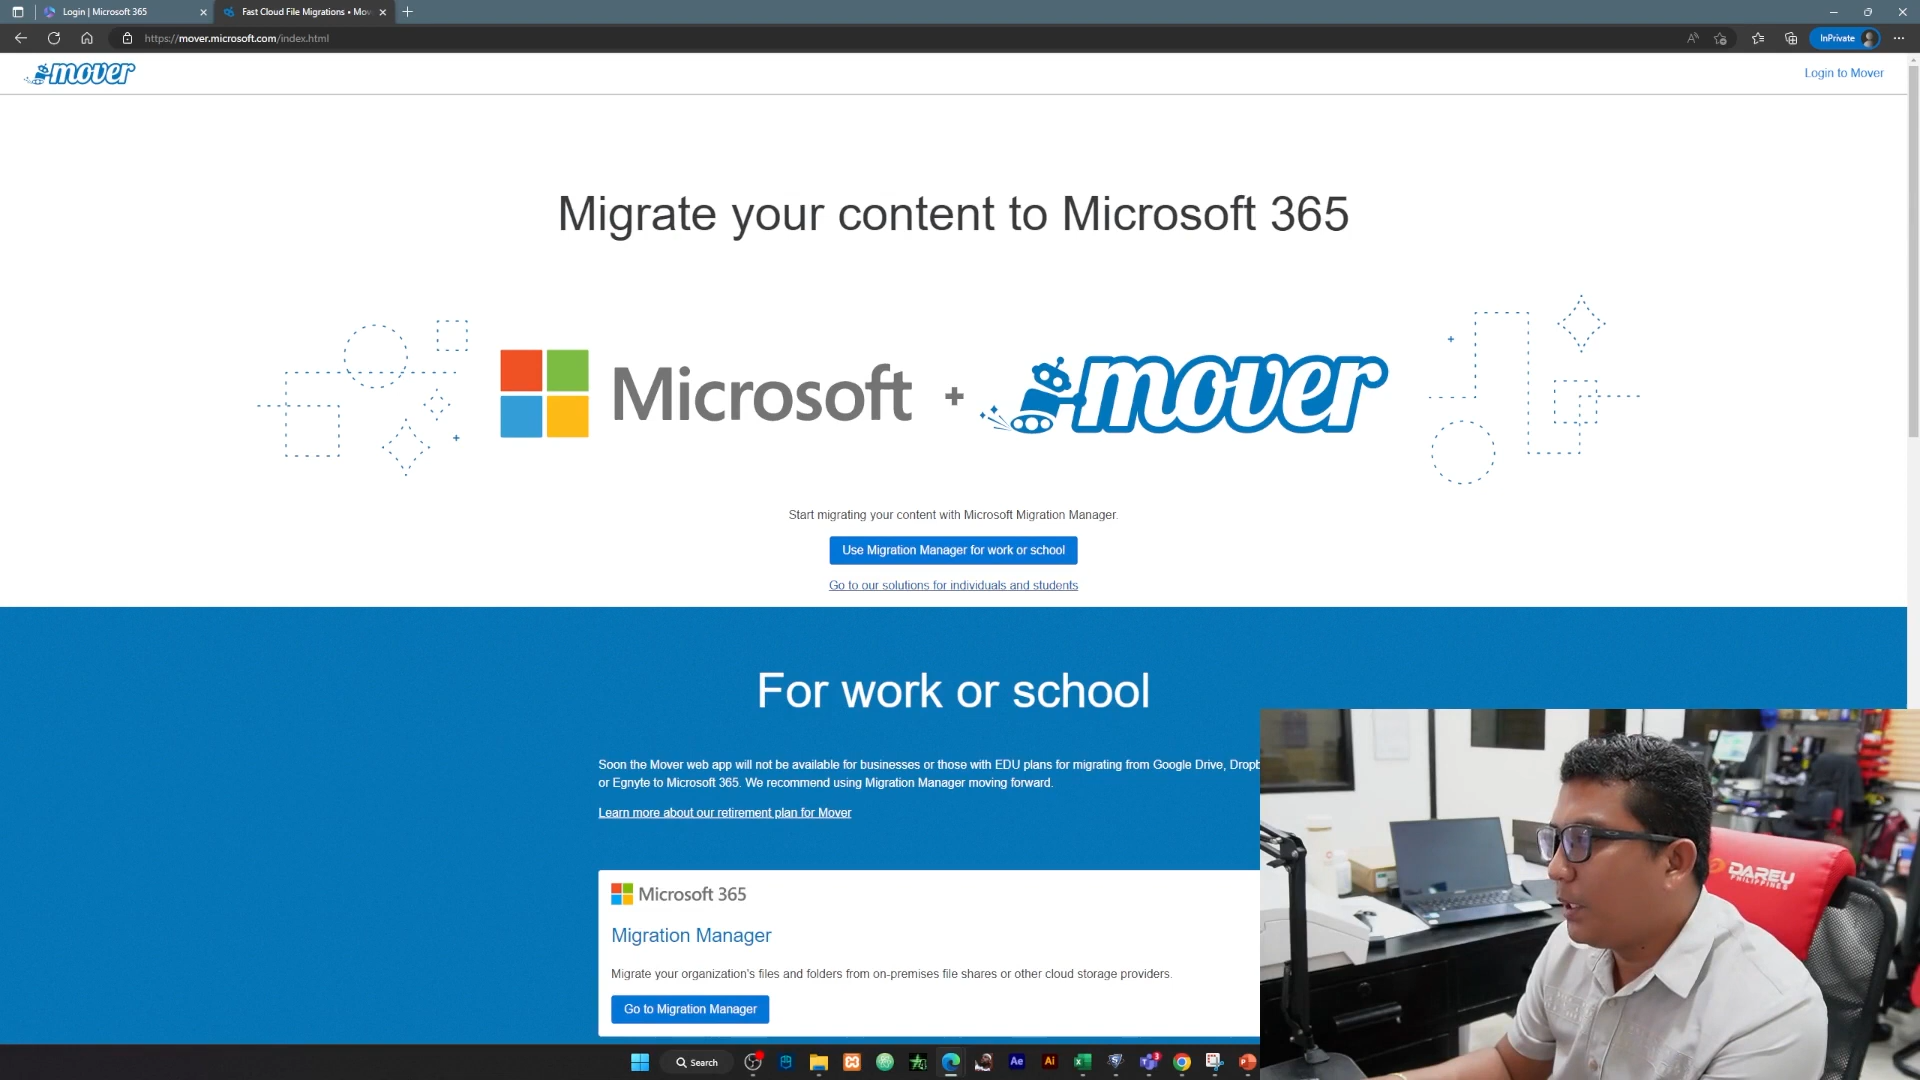 Login | Microsoft 365
Fast Cloud File Migrations • Mov
https://mover.microsoft.com/index.html
InPrivate
mover
Login to Mover
Migrate your content to Microsoft 365
Microsoft + mover
Start migrating your content with Microsoft Migration Manager.
Use Migration Manager for work or school
Go to our solutions for individuals and students
For work or school
Soon the Mover web app will not be available for businesses or those with EDU plans for migrating from Google Drive, Dropb
or Egnyte to Microsoft 365. We recommend using Migration Manager moving forward.
Learn more about our retirement plan for Mover
Microsoft 365
Migration Manager
Migrate your organization's files and folders from on-premises file shares or other cloud storage providers.
Go to Migration Manager
DAREU
PHILIPPINES
Search
Ae
Ai